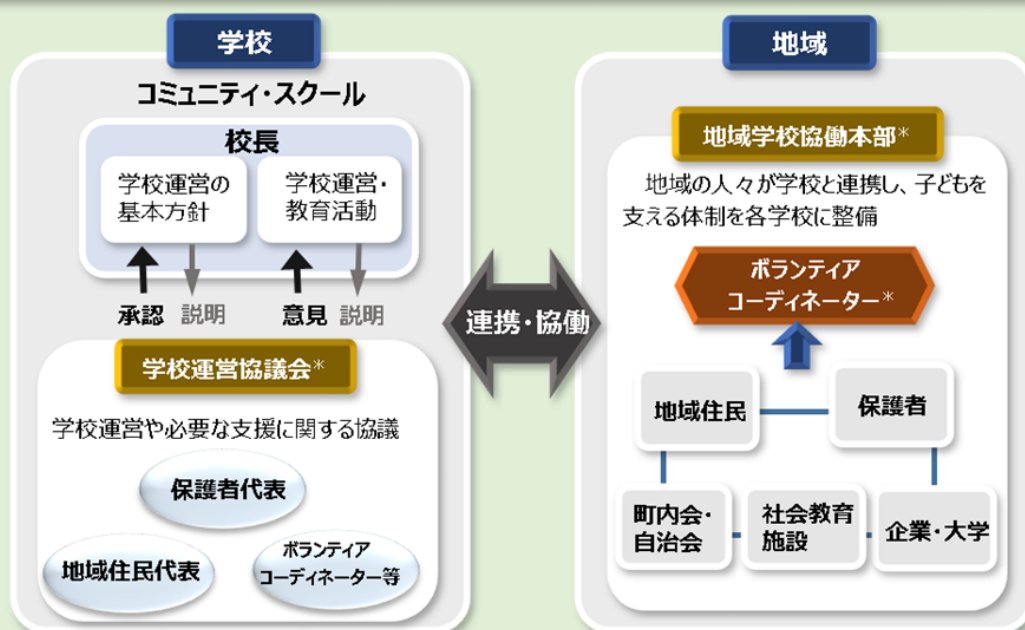 学校
コミュニティ・スクール
校長
学校運営の
基本方針
学校運営・
教育活動
承認
説明
意見
説明
学校運営協議会*
学校運営や必要な支援に関する協議
保護者代表
地域住民代表
ボランティア
コーディネーター等
連携・協働
地域
地域学校協働本部*
地域の人々が学校と連携し、子どもを
支える体制を各学校に整備
ボランティア
コーディネーター*
地域住民
保護者
町内会・
自治会
社会教育
施設
企業・大学